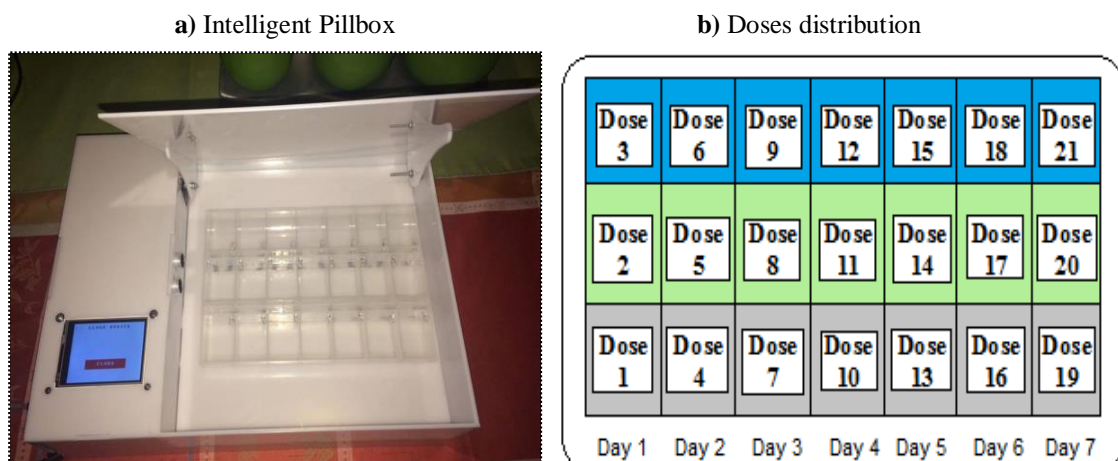 a) Intelligent Pillbox
b) Doses distribution
CLOSE
Dose
3
Dose
6
Dose
9
Dose
12
Dose
15
Dose
18
Dose
21
Dose
2
Dose
5
Dose
8
Dose
11
Dose
14
Dose
17
Dose
20
Dose
1
Dose
4
Dose
7
Dose
10
Dose
13
Dose
16
Dose
19
Day 1 Day 2 Day 3 Day 4 Day 5 Day 6 Day 7